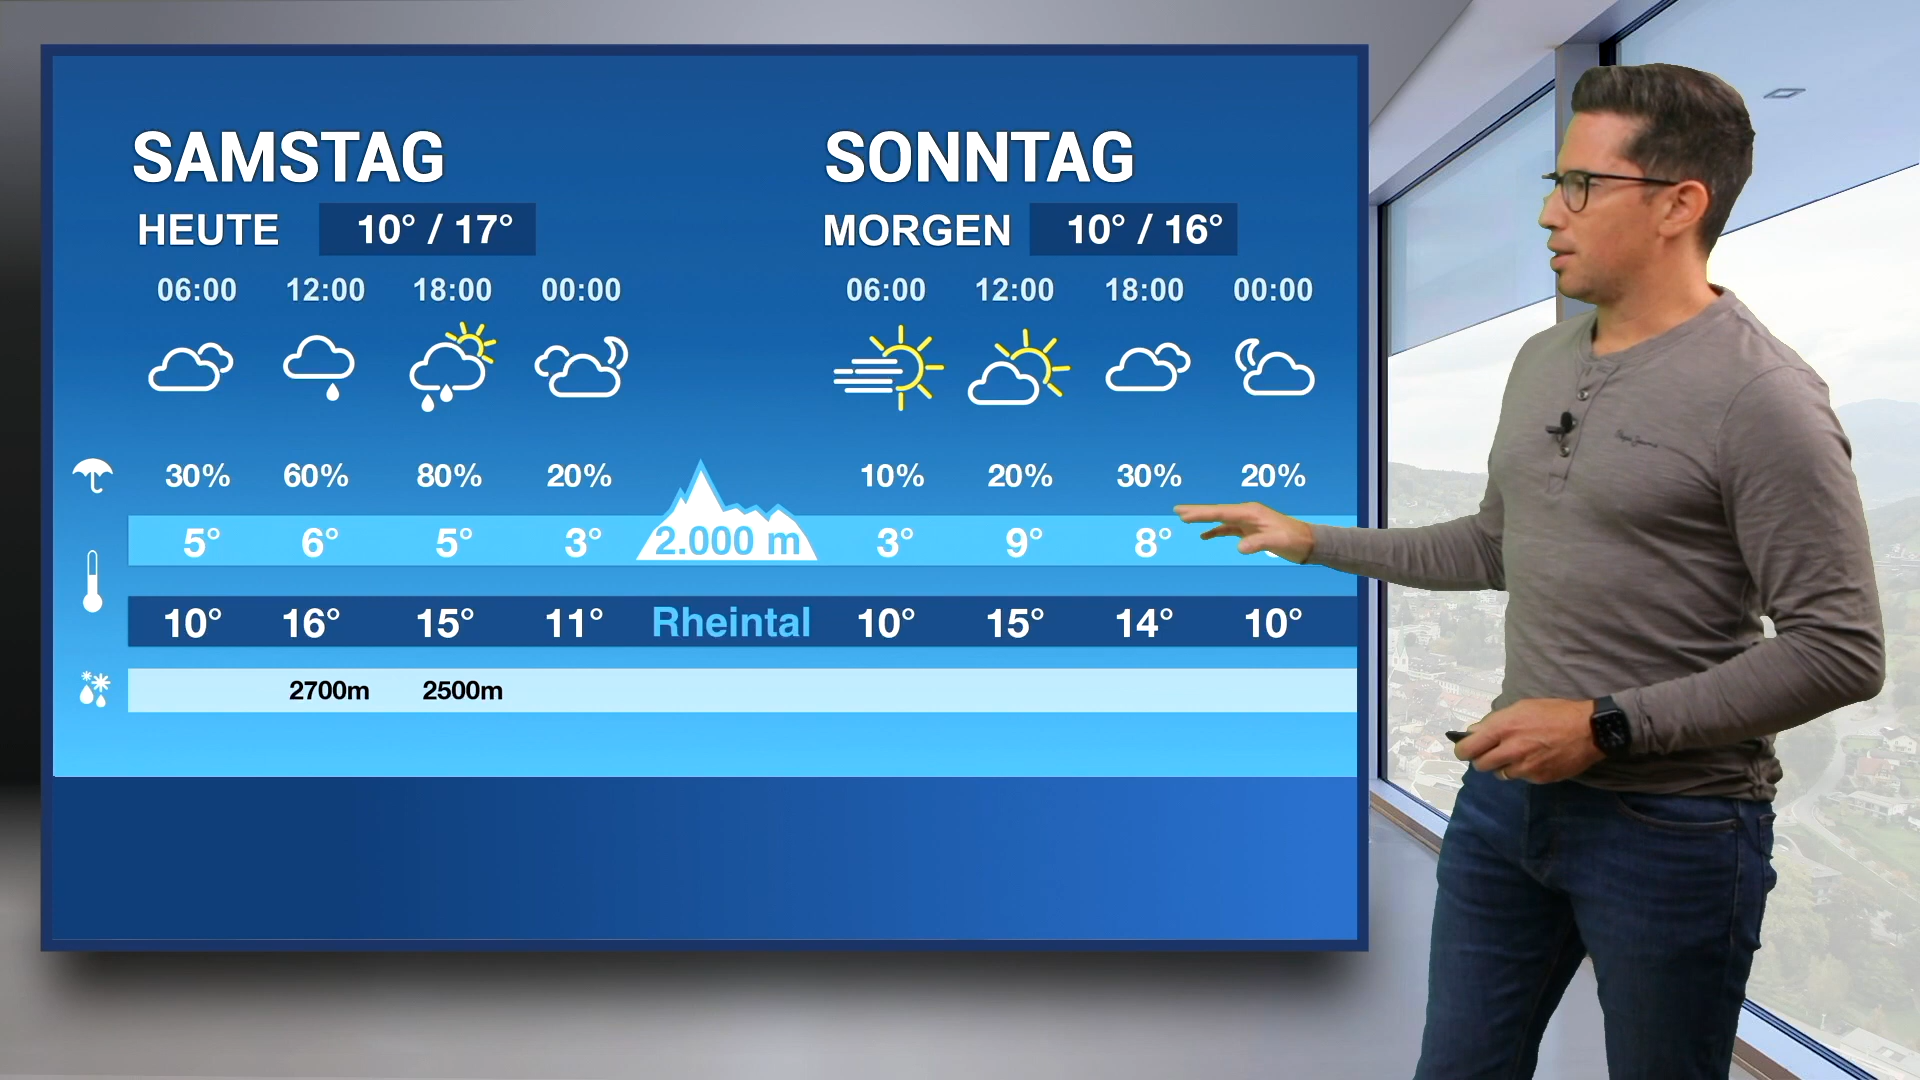 SAMSTAG
HEUTE 10° / 17°
06:00 12:00 18:00 00:00
30% 60% 80% 20%
5° 6° 5° 3°
10° 16° 15° 11°
2700m 2500m
2.000 m
Rheintal
SONNTAG
MORGEN 10° / 16°
06:00 12:00 18:00 00:00
10% 20% 30% 20%
3° 9° 8°
10° 15° 14° 10°